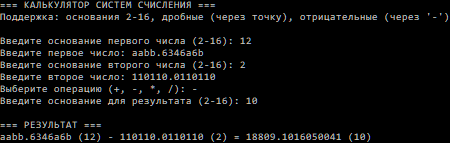 === КАЛЬКУЛЯТОР СИСТЕМ СЧИСЛЕНИЯ ===
Поддержка: основания 2-16, дробные (через точку), отрицательные (через '-')
Введите основание первого числа (2-16): 12
Введите первое число: aabb.6346a6b
Введите основание второго числа (2-16): 2
Введите второе число: 110110.0110110
Выберите операцию (+, -, *, /): -
Введите основание для результата (2-16): 10
=== РЕЗУЛЬТАТ ===
aabb.6346a6b (12) - 110110.0110110 (2) = 18809.1016050041 (10)